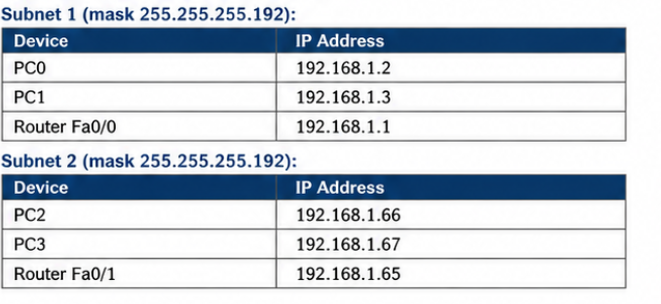 Subnet 1 (mask 255.255.255.192):
Device IP Address
PC0 192.168.1.2
PC1 192.168.1.3
Router Fa0/0 192.168.1.1
Subnet 2 (mask 255.255.255.192):
Device IP Address
PC2 192.168.1.66
PC3 192.168.1.67
Router Fa0/1 192.168.1.65